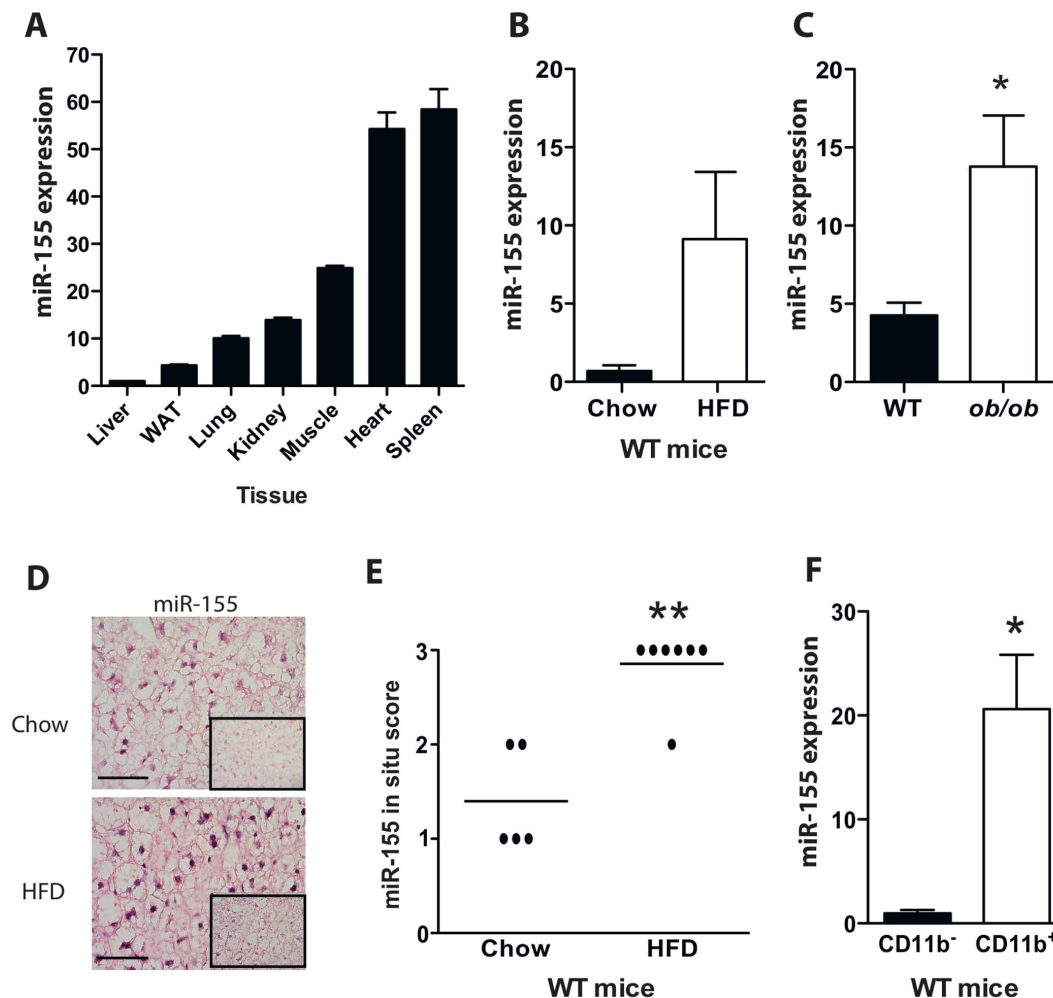 A
miR-155 expression
70
60
50
40
30
20
10
0
Liver
WAT
Lung
Kidney
Muscle
Heart
Spleen
Tissue
B
miR-155 expression
20
15
10
5
0
Chow
HFD
WT mice
C
miR-155 expression
20
15
10
5
0
*
WT
ob/ob
D
miR-155
Chow
HFD
E
miR-155 in situ score
3
2
1
0
**
Chow
HFD
WT mice
F
miR-155 expression
30
20
10
0
*
CD11b⁻
CD11b⁺
WT mice